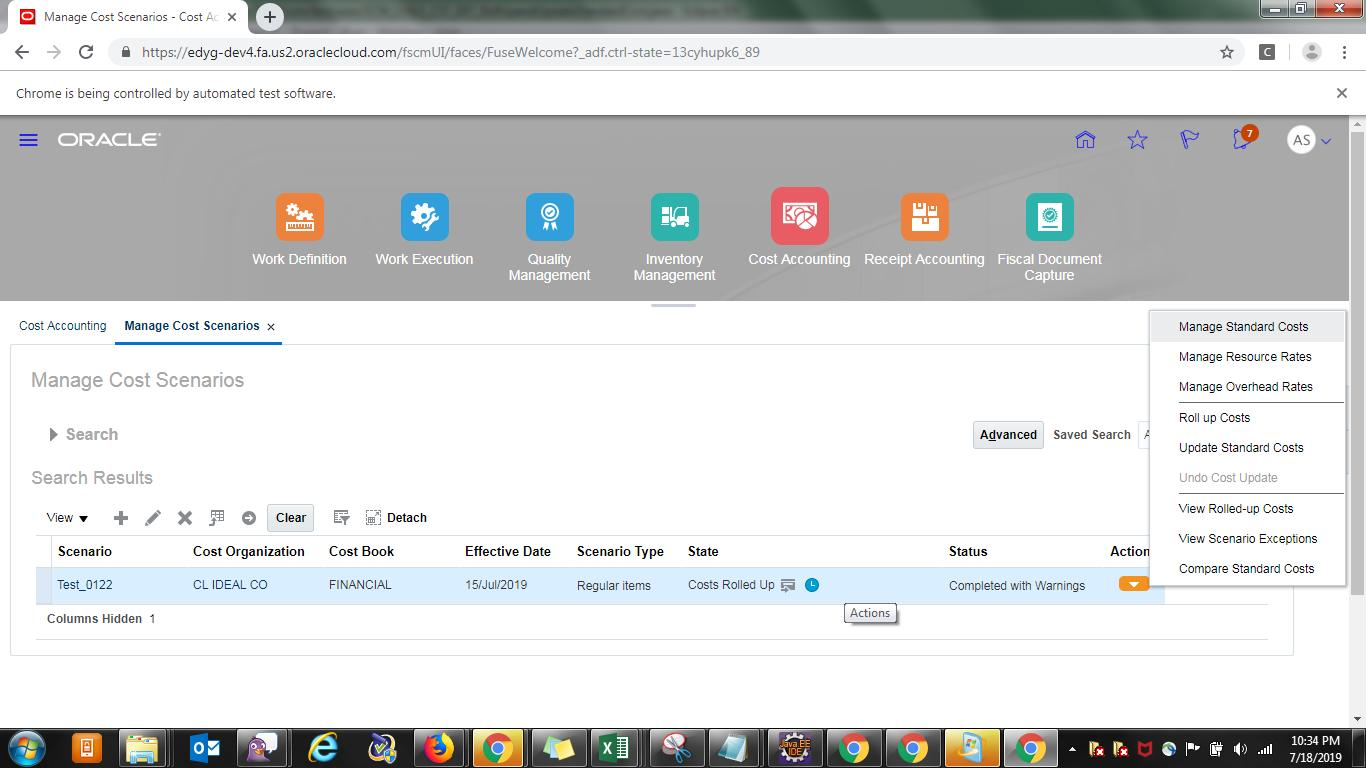 Manage Cost Scenarios - Cost Ac
https://edyg-dev4.fa.us2.oraclecloud.com/fscmUI/faces/FuseWelcome?_adf.ctrl-state=13cyhupk6_89
C
Chrome is being controlled by automated test software.
ORACLE
7
AS
Work Definition
Work Execution
Quality Management
Inventory Management
Cost Accounting
Receipt Accounting
Fiscal Document Capture
Cost Accounting
Manage Cost Scenarios
Manage Standard Costs
Manage Resource Rates
Manage Overhead Rates
Roll up Costs
Update Standard Costs
Undo Cost Update
View Rolled-up Costs
View Scenario Exceptions
Compare Standard Costs
Manage Cost Scenarios
Search
Advanced Saved Search A
Search Results
View Clear Detach
Scenario Cost Organization Cost Book Effective Date Scenario Type State Status Action
Test_0122 CL IDEAL CO FINANCIAL 15/Jul/2019 Regular items Costs Rolled Up Completed with Warnings
Actions
Columns Hidden 1
Java EE
IDE
10:34 PM
7/18/2019